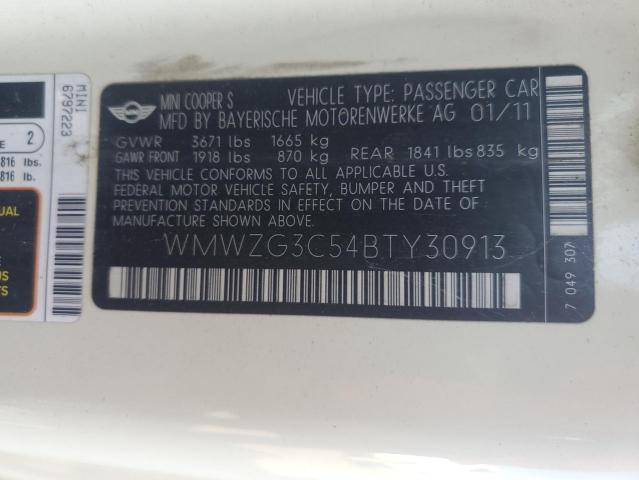 MINI COOPER S VEHICLE TYPE: PASSENGER CAR
MFD BY BAYERISCHE MOTORENWERKE AG 01/11
GVWR 3671 lbs 1665 kg
GAWR FRONT 1918 lbs 870 kg REAR 1841 lbs 835 kg
THIS VEHICLE CONFORMS TO ALL APPLICABLE U.S.
FEDERAL MOTOR VEHICLE SAFETY, BUMPER AND THEFT
PREVENTION STANDARDS IN EFFECT ON THE DATE OF
MANUFACTURE SHOWN ABOVE.
WMWZG3C54BTY30913
7 049 307
MINI
6797223
2
816 lbs.
816 lb.